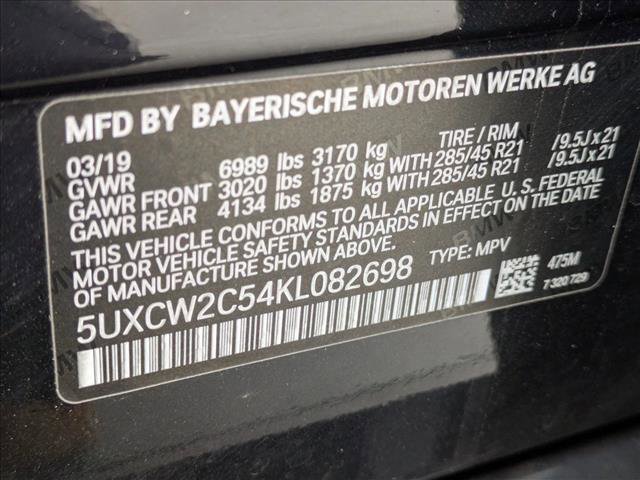 MFD BY BAYERISCHE MOTOREN WERKE AG
03/19 TIRE / RIM
GVWR 6989 lbs 3170 kg
GAWR FRONT 3020 lbs 1370 kg WITH 285/45 R21 /9.5J x 21
GAWR REAR 4134 lbs 1875 kg WITH 285/45 R21 /9.5J x 21
THIS VEHICLE CONFORMS TO ALL APPLICABLE U.S. FEDERAL
MOTOR VEHICLE SAFETY STANDARDS IN EFFECT ON THE DATE OF
MANUFACTURE SHOWN ABOVE.
5UXCW2C54KL082698 TYPE: MPV
475M
7 320 729